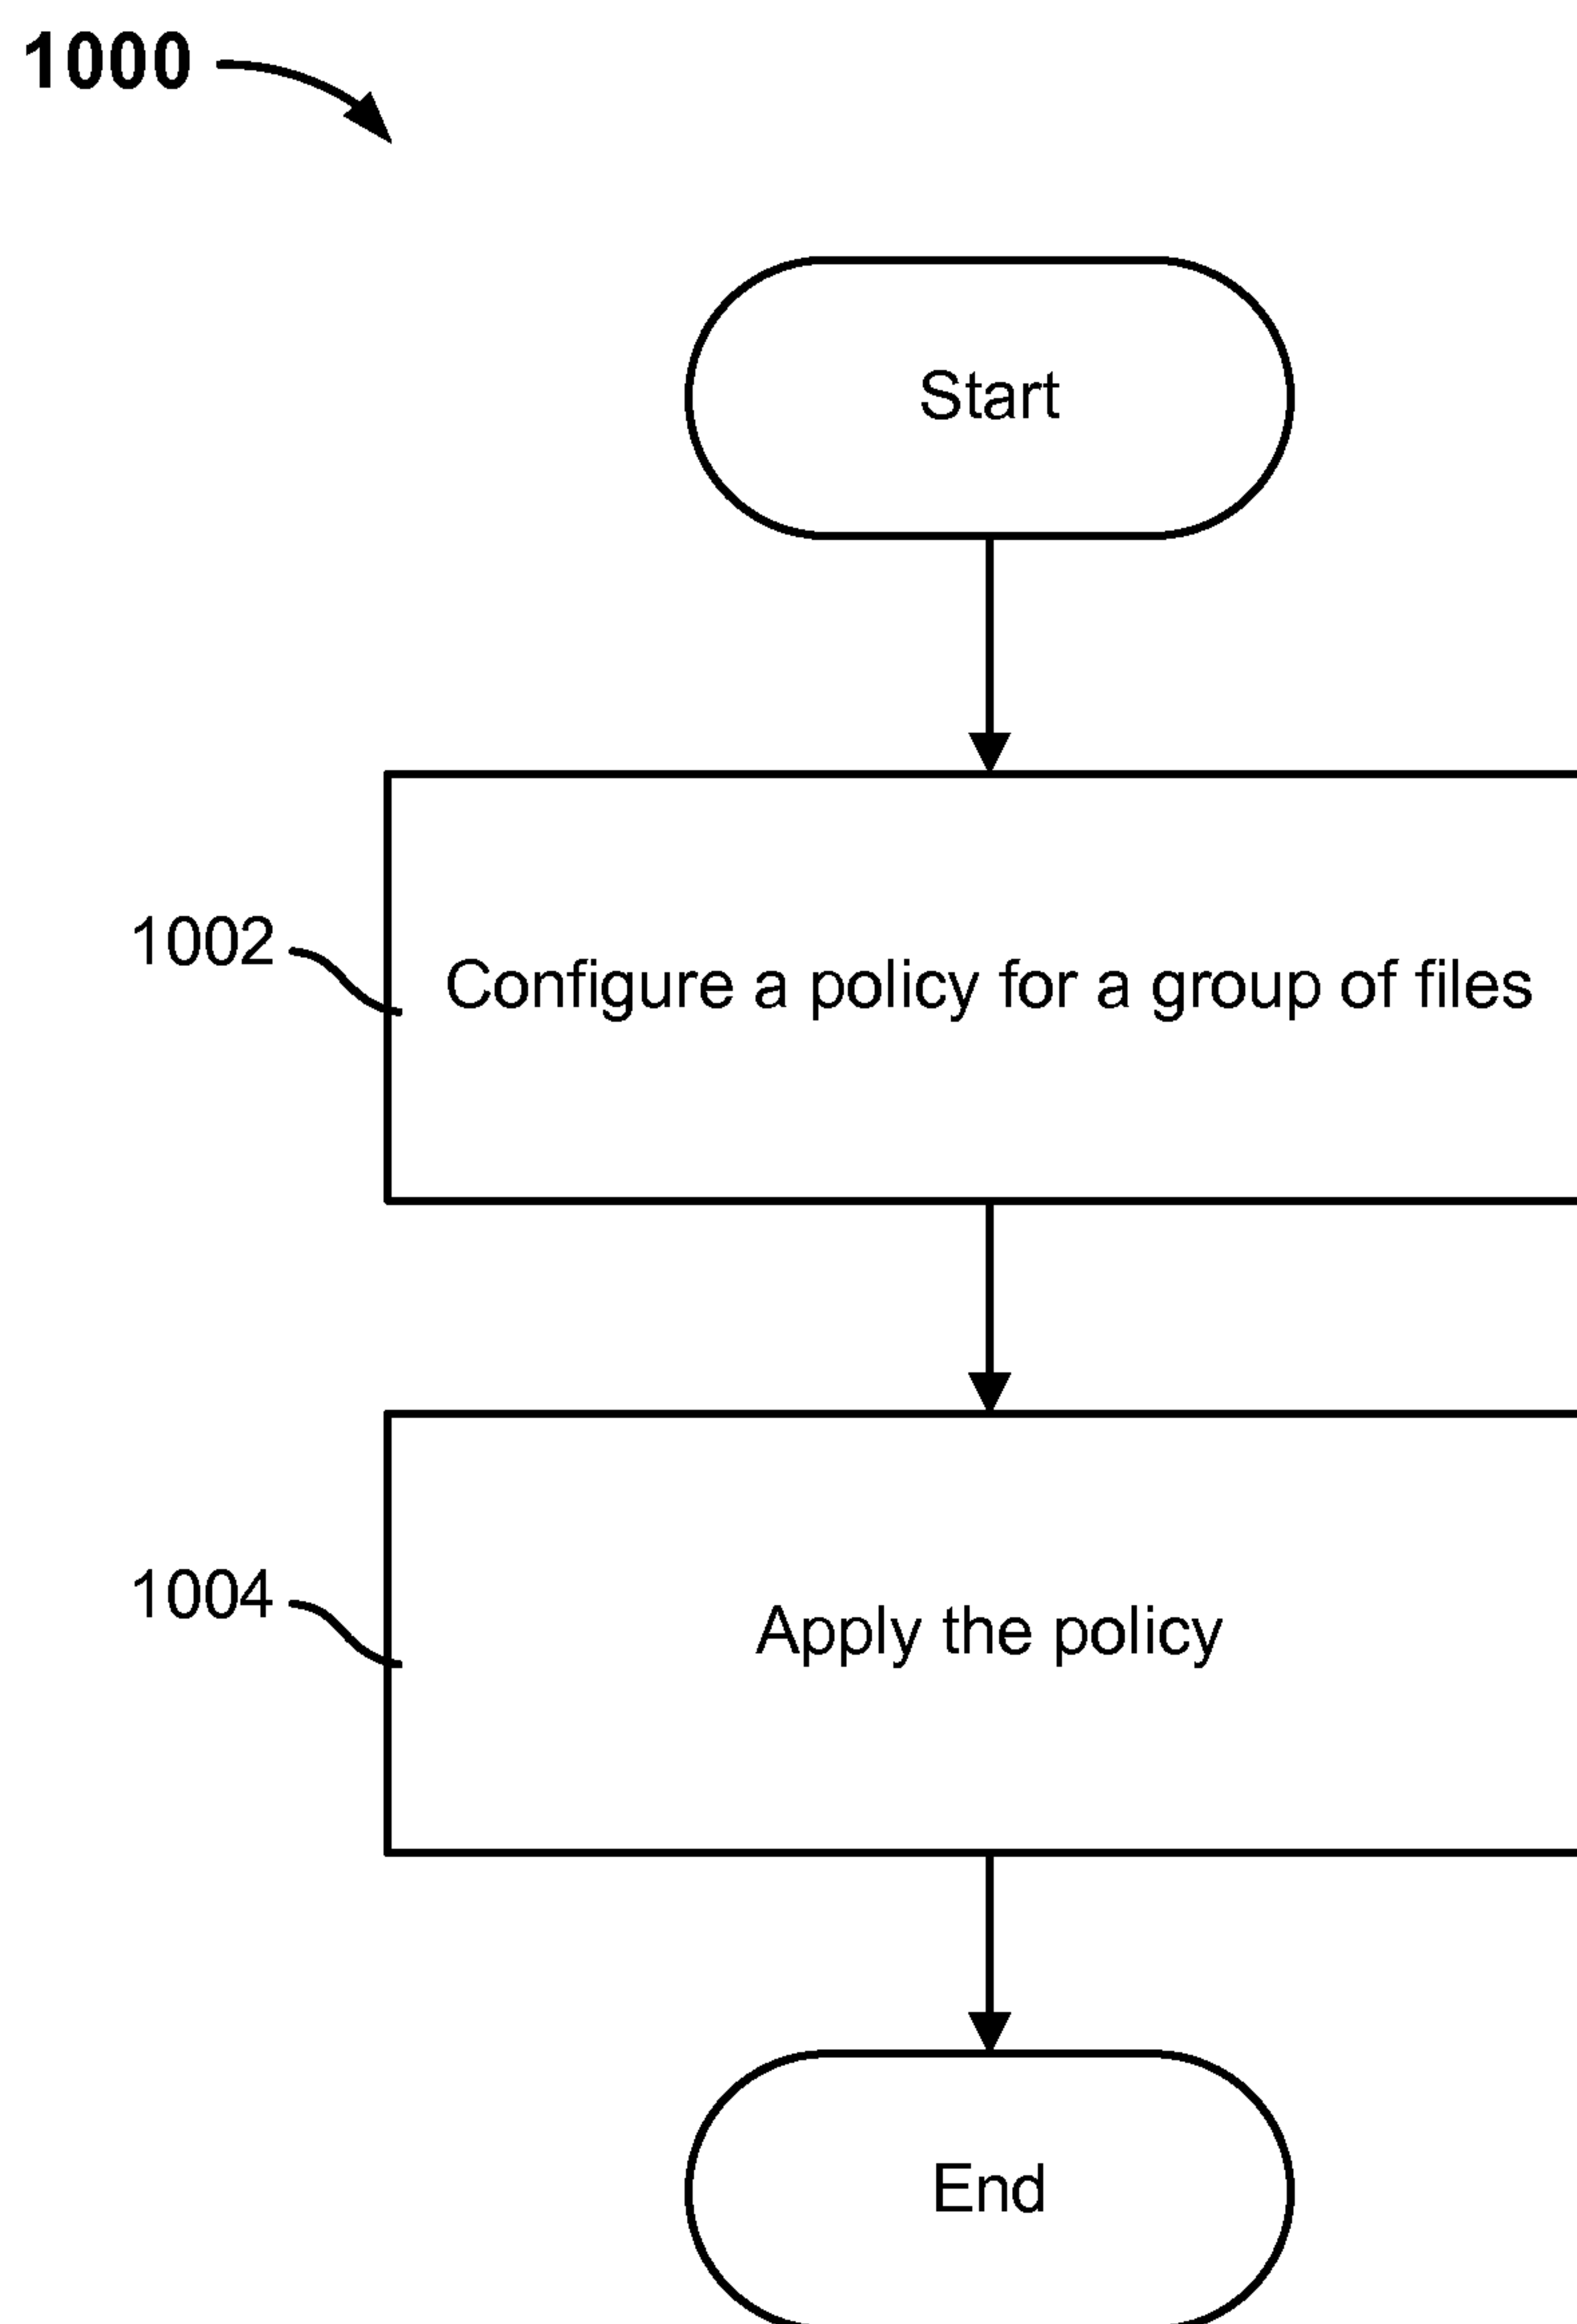 1000
Start
1002
Configure a policy for a group of files
1004
Apply the policy
End